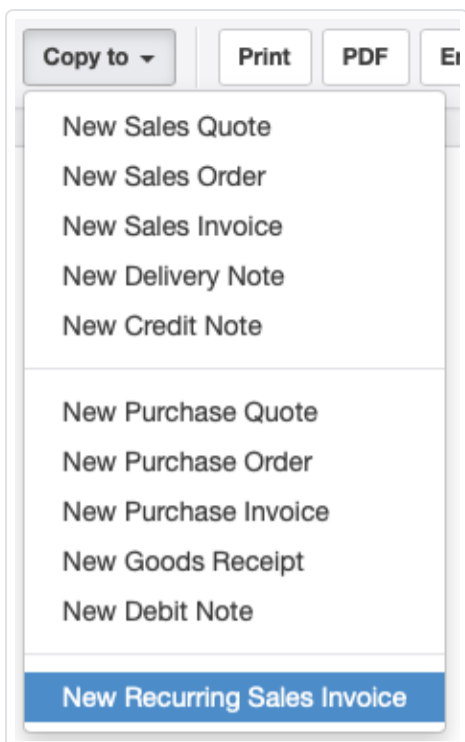 Copy to Print PDF
New Sales Quote
New Sales Order
New Sales Invoice
New Delivery Note
New Credit Note
New Purchase Quote
New Purchase Order
New Purchase Invoice
New Goods Receipt
New Debit Note
New Recurring Sales Invoice